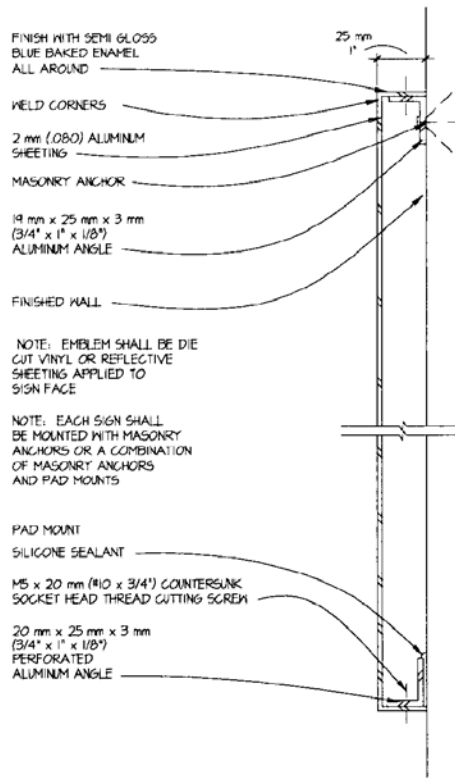 FINISH WITH SEMI GLOSS
BLUE BAKED ENAMEL
ALL AROUND
25 mm
1"
WELD CORNERS
2 mm (.080) ALUMINUM
SHEETING
MASONRY ANCHOR
19 mm x 25 mm x 3 mm
(3/4" x 1" x 1/8")
ALUMINUM ANGLE
FINISHED WALL
NOTE: EMBLEM SHALL BE DIE
CUT VINYL OR REFLECTIVE
SHEETING APPLIED TO
SIGN FACE
NOTE: EACH SIGN SHALL
BE MOUNTED WITH MASONRY
ANCHORS OR A COMBINATION
OF MASONRY ANCHORS
AND PAD MOUNTS
PAD MOUNT
SILICONE SEALANT
M5 x 20 mm (#10 x 3/4") COUNTERSUNK
SOCKET HEAD THREAD CUTTING SCREW
20 mm x 25 mm x 3 mm
(3/4" x 1" x 1/8")
PERFORATED
ALUMINUM ANGLE